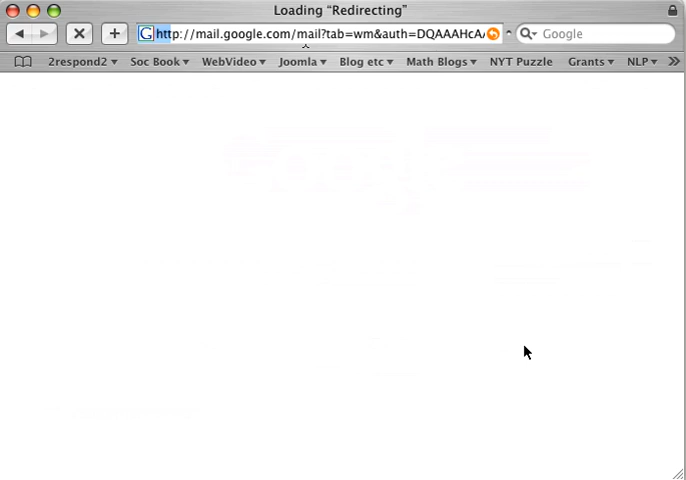 Loading “Redirecting”
G http://mail.google.com/mail?tab=wm&auth=DQAAAHcA Google
2respond2 Soc Book WebVideo Joomla Blog etc Math Blogs NYT Puzzle Grants NLP